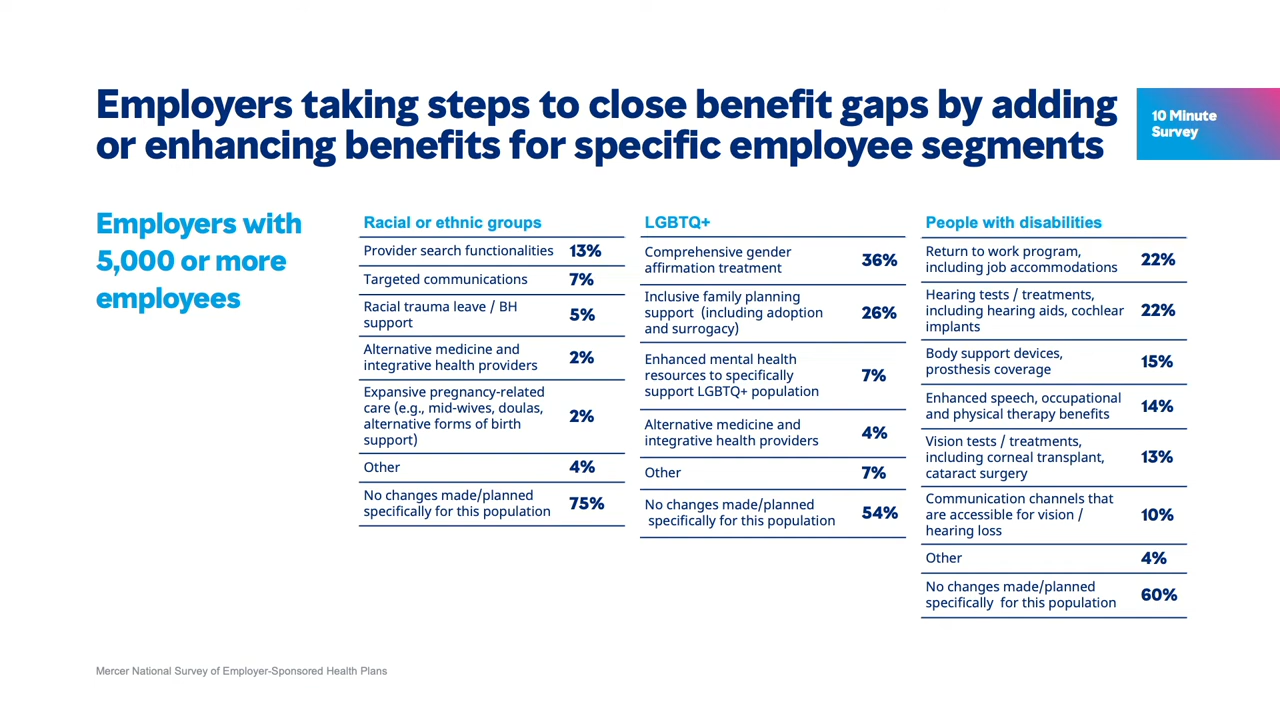 Employers taking steps to close benefit gaps by adding
or enhancing benefits for specific employee segments
10 Minute
Survey
Employers with
5,000 or more
employees
Racial or ethnic groups
Provider search functionalities 13%
Targeted communications 7%
Racial trauma leave / BH
support 5%
Alternative medicine and
integrative health providers 2%
Expansive pregnancy-related
care (e.g., mid-wives, doulas,
alternative forms of birth
support) 2%
Other 4%
No changes made/planned
specifically for this population 75%
LGBTQ+
Comprehensive gender
affirmation treatment 36%
Inclusive family planning
support (including adoption
and surrogacy) 26%
Enhanced mental health
resources to specifically
support LGBTQ+ population 7%
Alternative medicine and
integrative health providers 4%
Other 7%
No changes made/planned
specifically for this population 54%
People with disabilities
Return to work program,
including job accommodations 22%
Hearing tests / treatments,
including hearing aids, cochlear
implants 22%
Body support devices,
prosthesis coverage 15%
Enhanced speech, occupational
and physical therapy benefits 14%
Vision tests / treatments,
including corneal transplant,
cataract surgery 13%
Communication channels that
are accessible for vision /
hearing loss 10%
Other 4%
No changes made/planned
specifically for this population 60%
Mercer National Survey of Employer-Sponsored Health Plans